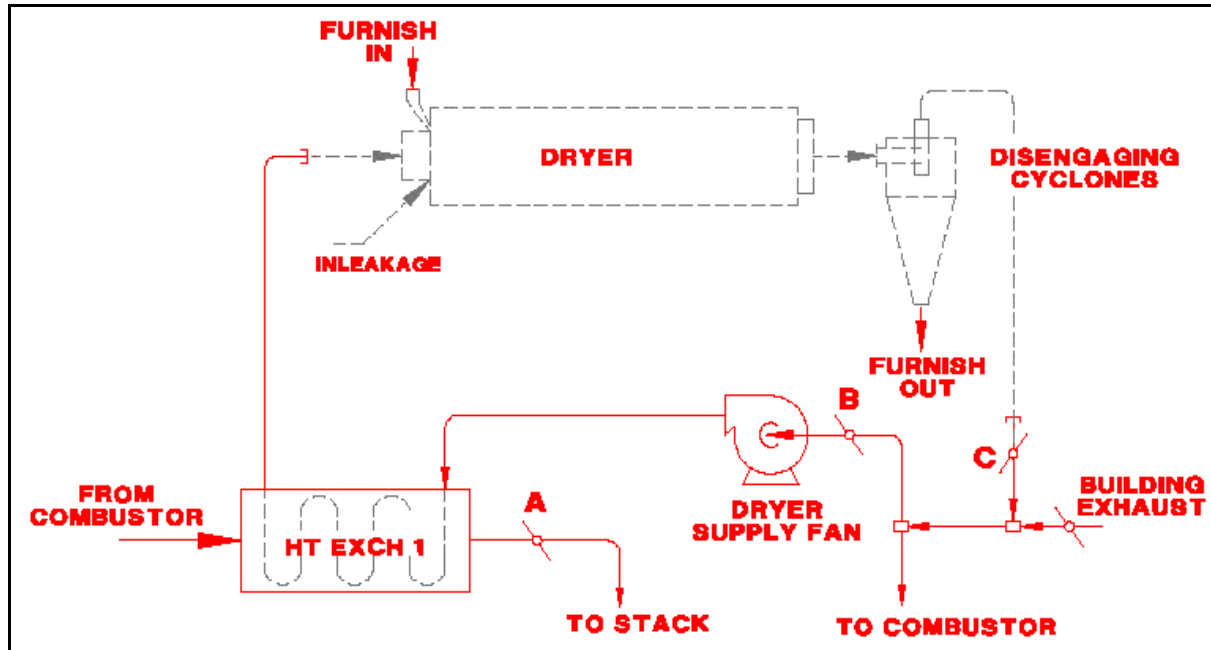 FURNISH
IN
DRYER
DISENGAGING
CYCLONES
INLEAKAGE
FURNISH
OUT
B
C
FROM
COMBUSTOR
A
DRYER
SUPPLY FAN
BUILDING
EXHAUST
HT EXCH 1
TO STACK
TO COMBUSTOR